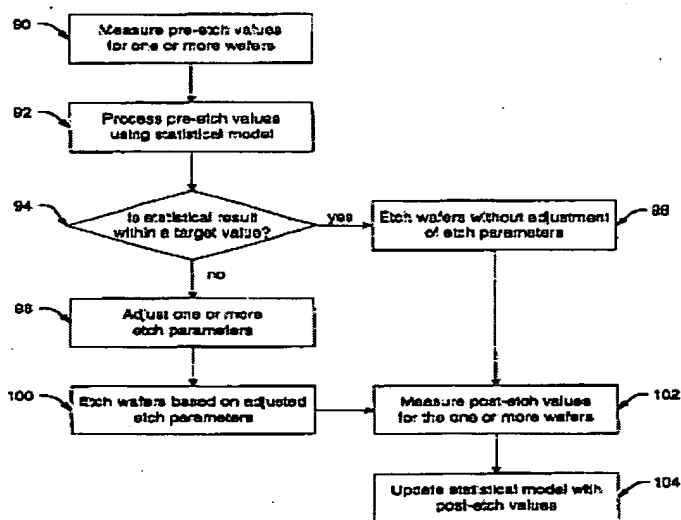 90
Measure pre-etch values
for one or more wafers
92
Process pre-etch values
using statistical model
94
Is statistical result
within a target value?
yes
Etch wafers without adjustment
of etch parameters
no
98
Adjust one or more
etch parameters
100
Etch wafers based on adjusted
etch parameters
Measure post-etch values
for the one or more wafers
102
Update statistical model with
post-etch values
104